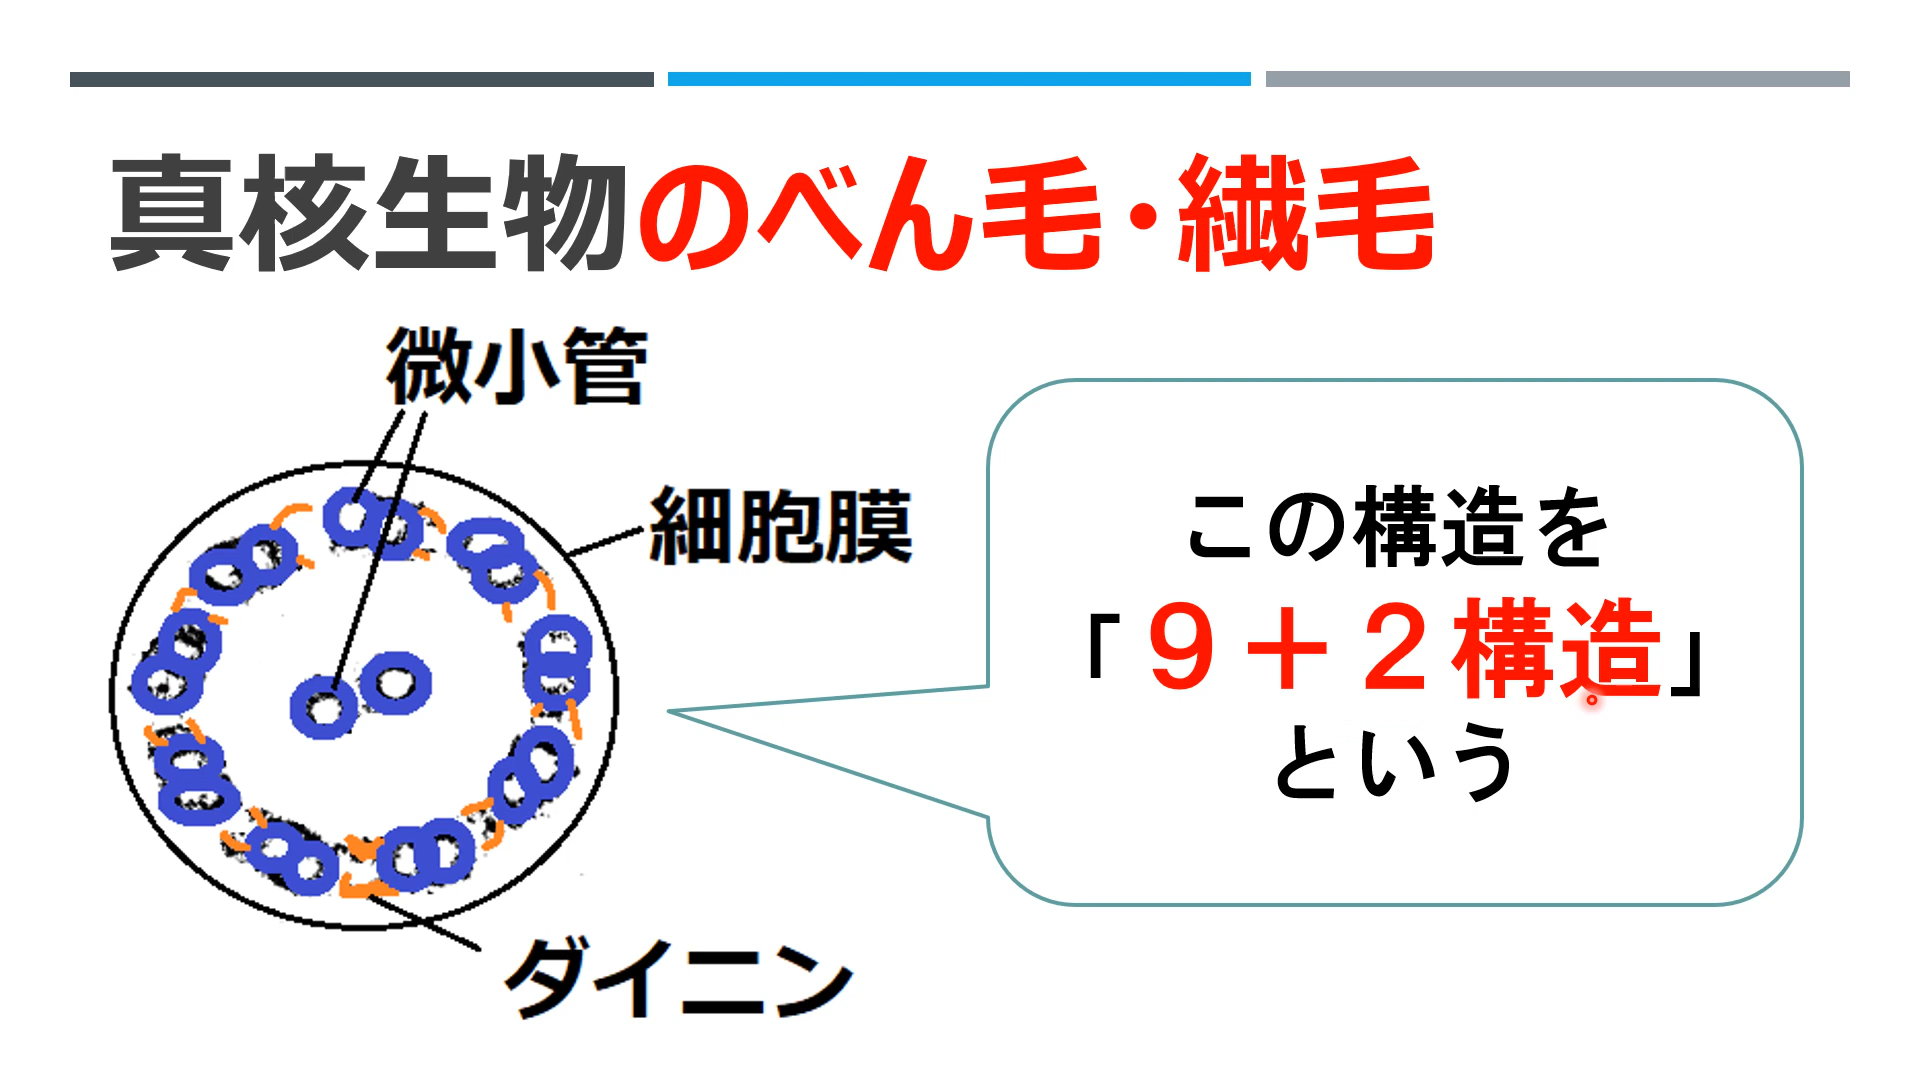 真核生物のべん毛・繊毛
微小管
細胞膜
ダイニン
この構造を
「９＋２構造」
という